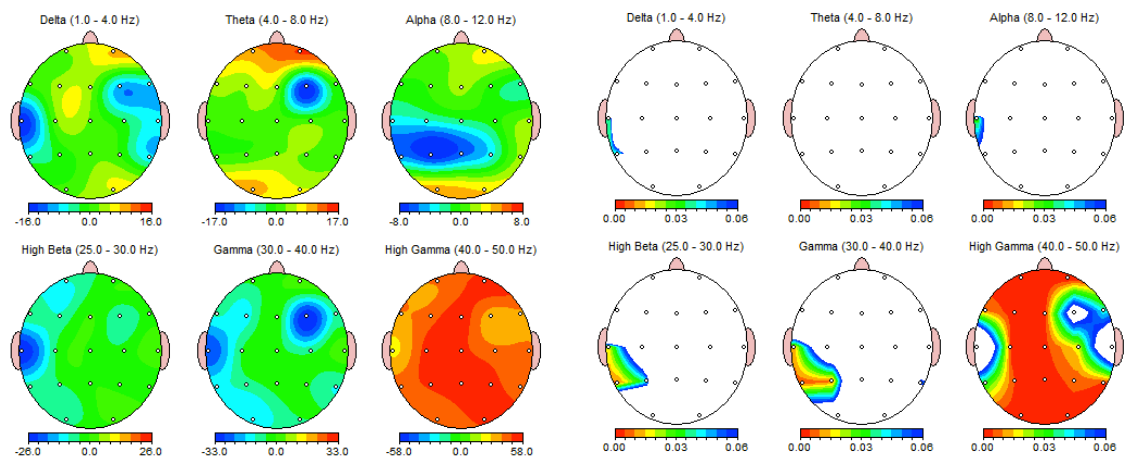 Delta (1.0 - 4.0 Hz) Theta (4.0 - 8.0 Hz) Alpha (8.0 - 12.0 Hz) Delta (1.0 - 4.0 Hz) Theta (4.0 - 8.0 Hz) Alpha (8.0 - 12.0 Hz)
-16.0 0.0 16.0 -17.0 0.0 17.0 -8.0 0.0 8.0 0.00 0.03 0.06 0.00 0.03 0.06 0.00 0.03 0.06
High Beta (25.0 - 30.0 Hz) Gamma (30.0 - 40.0 Hz) High Gamma (40.0 - 50.0 Hz) High Beta (25.0 - 30.0 Hz) Gamma (30.0 - 40.0 Hz) High Gamma (40.0 - 50.0 Hz)
-26.0 0.0 26.0 -33.0 0.0 33.0 -58.0 0.0 58.0 0.00 0.03 0.06 0.00 0.03 0.06 0.00 0.03 0.06